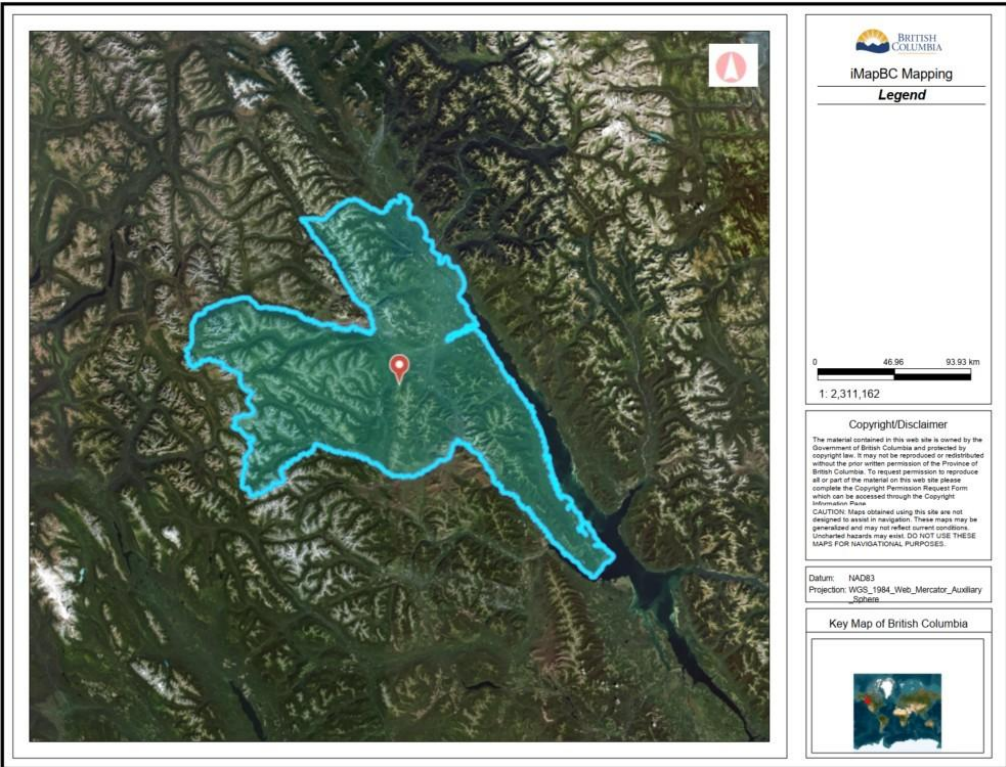 BRITISH
COLUMBIA
iMapBC Mapping
Legend
0 46.96 93.93 km
1: 2,311,162
Copyright/Disclaimer
The material contained in this web site is owned by the
Government of British Columbia and protected by
copyright law. It may not be reproduced or redistributed
without the prior written permission of the Province of
British Columbia. To request permission to reproduce
all or part of the material on this web site please
complete the Copyright Permission Request Form
which can be accessed through the Copyright
Information Page
CAUTION: Maps obtained using this site are not
designed to assist in navigation. These maps may be
generalized and may not reflect current conditions.
Uncharted hazards may exist. DO NOT USE THESE
MAPS FOR NAVIGATIONAL PURPOSES.
Datum: NAD83
Projection: WGS_1984_Web_Mercator_Auxiliary
_Sphere
Key Map of British Columbia